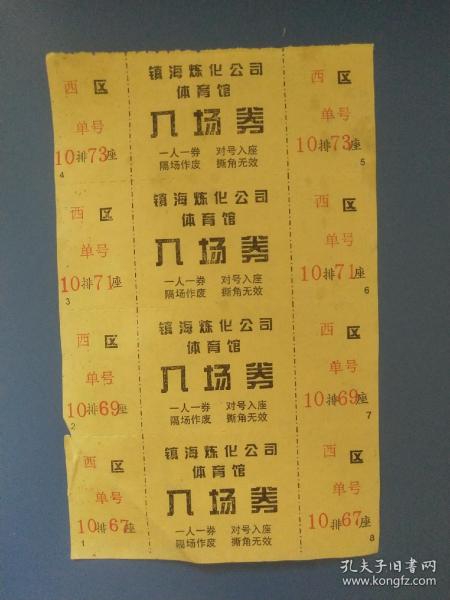 西 区
单号
10排73座
4
镇海炼化公司
体育馆
入场券
一人一券 对号入座
隔场作废 撕角无效
西 区
单号
10排73座
5
西 区
单号
10排71座
3
镇海炼化公司
体育馆
入场券
一人一券 对号入座
隔场作废 撕角无效
西 区
单号
10排71座
6
西 区
单号
10排69座
2
镇海炼化公司
体育馆
入场券
一人一券 对号入座
隔场作废 撕角无效
西 区
单号
10排69座
7
西 区
单号
10排67座
1
镇海炼化公司
体育馆
入场券
一人一券 对号入座
隔场作废 撕角无效
西 区
单号
10排67座
8
孔夫子旧书网
www.kongfz.com